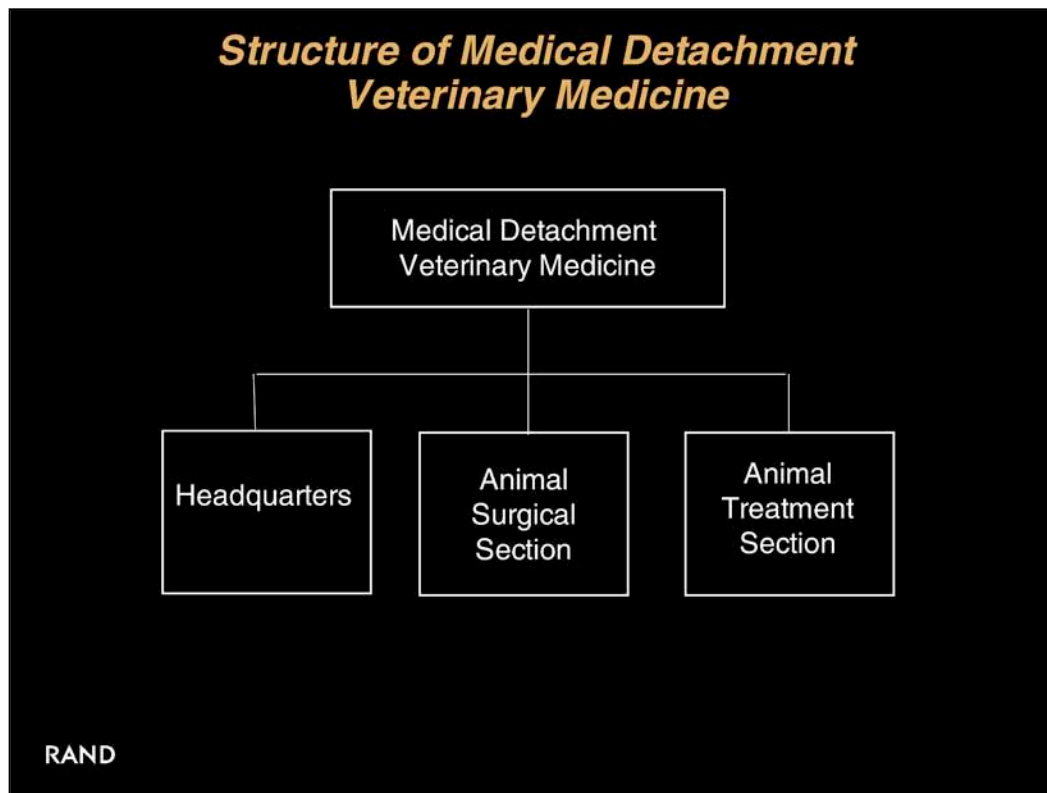 Structure of Medical Detachment
Veterinary Medicine
Medical Detachment
Veterinary Medicine
Headquarters
Animal
Surgical
Section
Animal
Treatment
Section
RAND